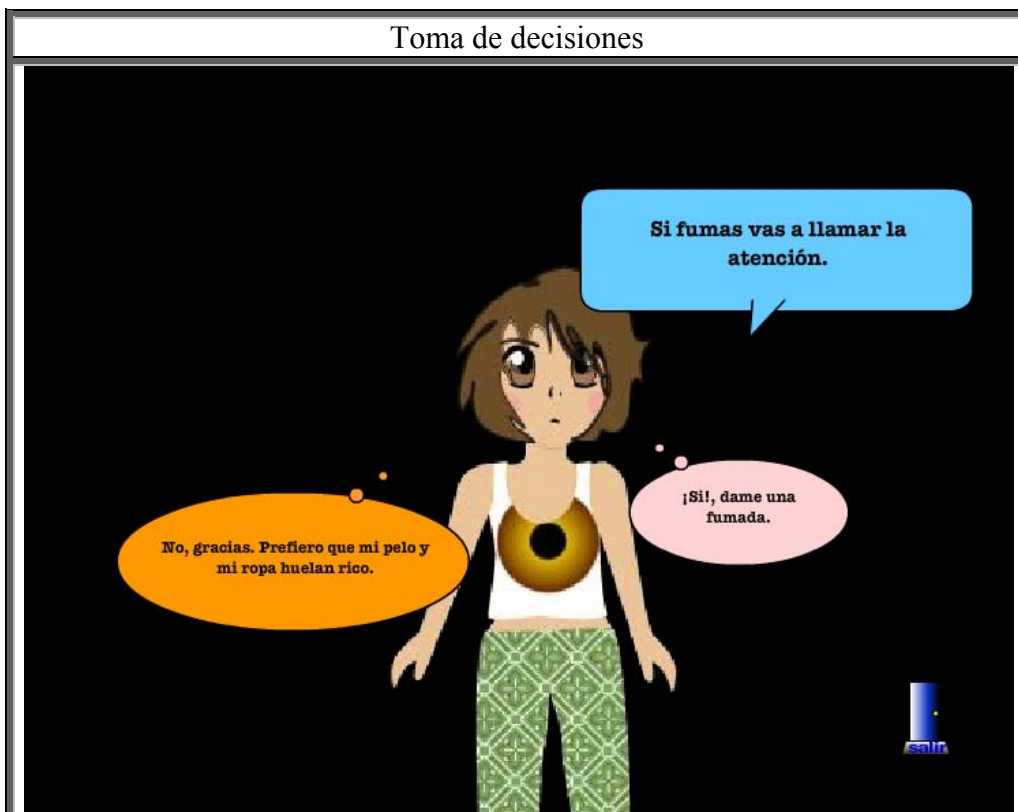 Toma de decisiones
Si fumas vas a llamar la
atención.
¡Si!, dame una
fumada.
No, gracias. Prefiero que mi pelo y
mi ropa huelan rico.
salir